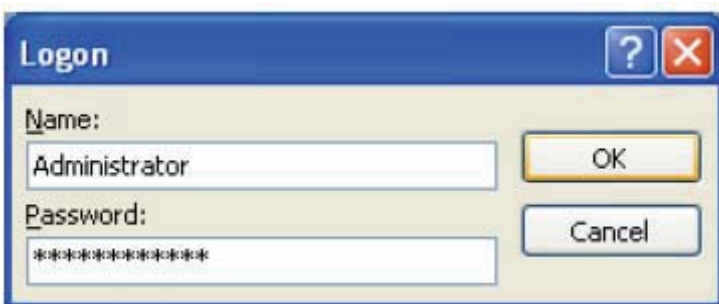 Logon
Name:
Administrator
OK
Password:
************
Cancel